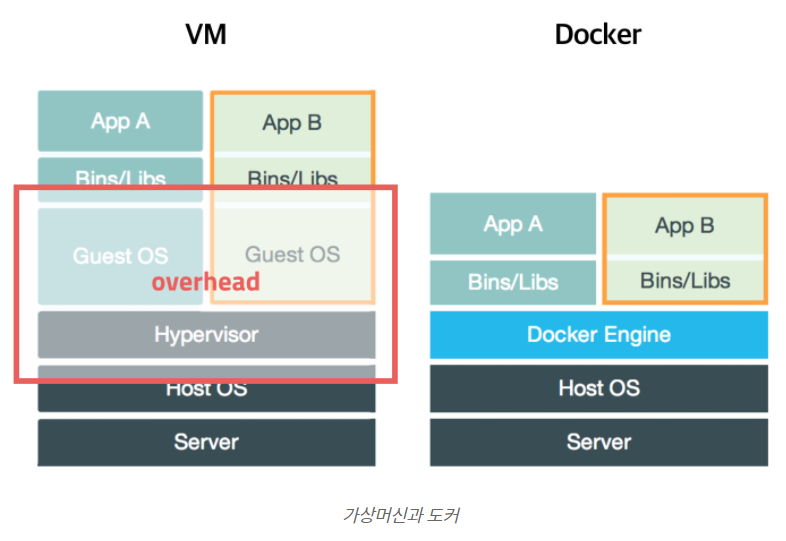 VM
Docker
App A
App B
Bins/Libs
Bins/Libs
Guest OS
Guest OS
overhead
Hypervisor
Host OS
Server
App A
App B
Bins/Libs
Bins/Libs
Docker Engine
Host OS
Server
가상머신과 도커